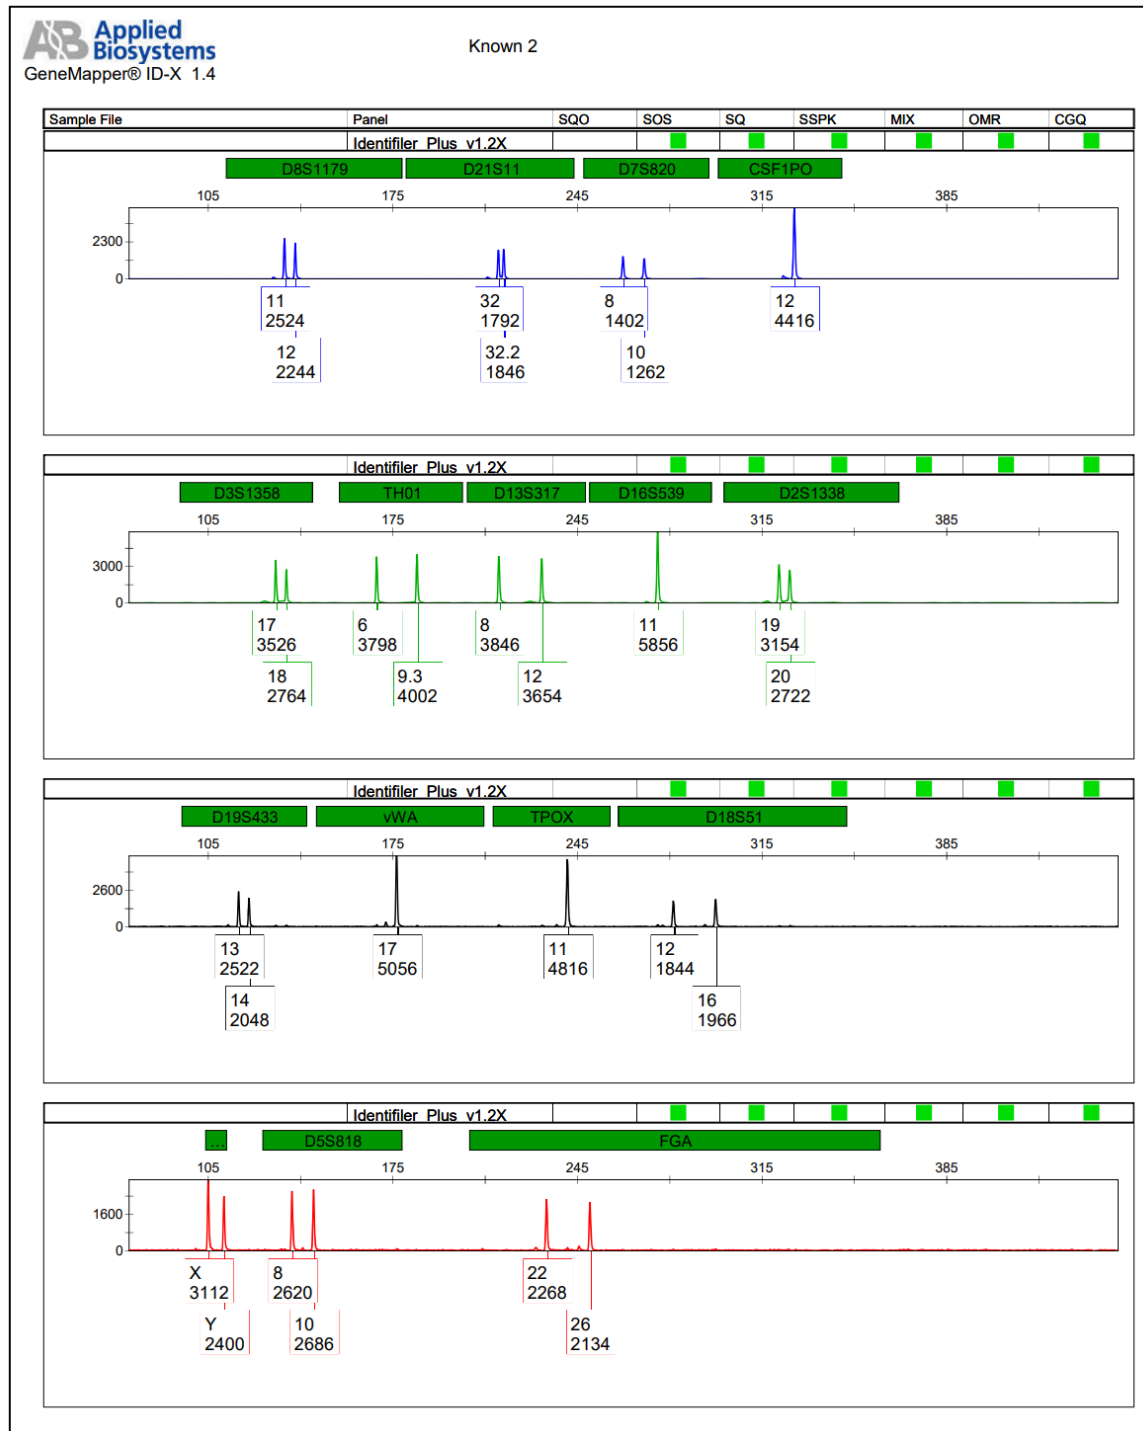 Applied
Biosystems
GeneMapper® ID-X 1.4
Known 2
Sample File Panel SQO SOS SQ SSPK MIX OMR CGQ
Identifiler_Plus_v1.2X
D8S1179 D21S11 D7S820 CSF1PO
105 175 245 315 385
2300
0
11 32 8 12
2524 1792 1402 4416
12 32.2 10
2244 1846 1262
Identifiler_Plus_v1.2X
D3S1358 TH01 D13S317 D16S539 D2S1338
105 175 245 315 385
3000
0
17 6 8 11 19
3526 3798 3846 5856 3154
18 9.3 12 20
2764 4002 3654 2722
Identifiler_Plus_v1.2X
D19S433 vWA TPOX D18S51
105 175 245 315 385
2600
0
13 17 11 12
2522 5056 4816 1844
14 16
2048 1966
Identifiler_Plus_v1.2X
... D5S818 FGA
105 175 245 315 385
1600
0
X 8 22
3112 2620 2268
Y 10 26
2400 2686 2134